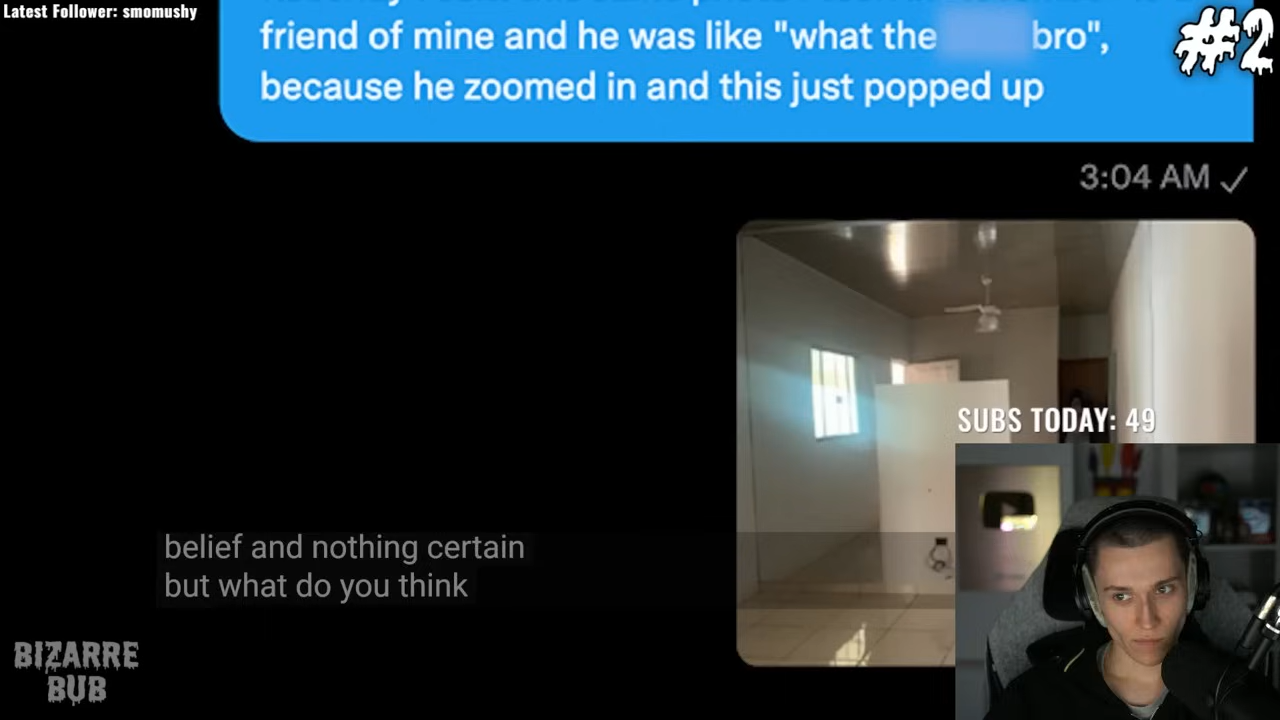 Latest Follower: smomushy
#2
friend of mine and he was like "what the bro",
because he zoomed in and this just popped up
3:04 AM
SUBS TODAY: 49
belief and nothing certain
but what do you think
BIZARRE
BUB